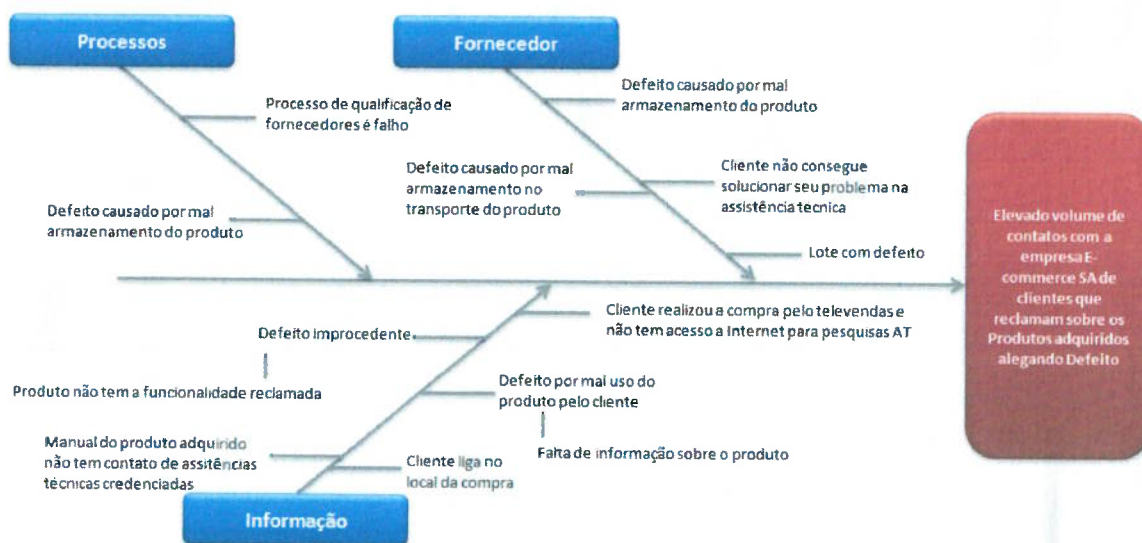 Processos
Fornecedor
Processo de qualificação de
fornecedores é falho
Defeito causado por mal
armazenamento do produto
Defeito causado por mal
armazenamento do produto
Defeito causado por mal
armazenamento no
transporte do produto
Cliente não consegue
solucionar seu problema na
assistência tecnica
Lote com defeito
Elevado volume de
contatos com a
empresa E-
commerce SA de
clientes que
reclamam sobre os
Produtos adquiridos
alegando Defeito
Cliente realizou a compra pelo televendas e
não tem acesso a Internet para pesquisas AT
Defeito improcedente
Produto não tem a funcionalidade reclamada
Defeito por mal uso do
produto pelo cliente
Falta de informação sobre o produto
Manual do produto adquirido
não tem contato de assitências
técnicas credenciadas
Cliente liga no
local da compra
Informação